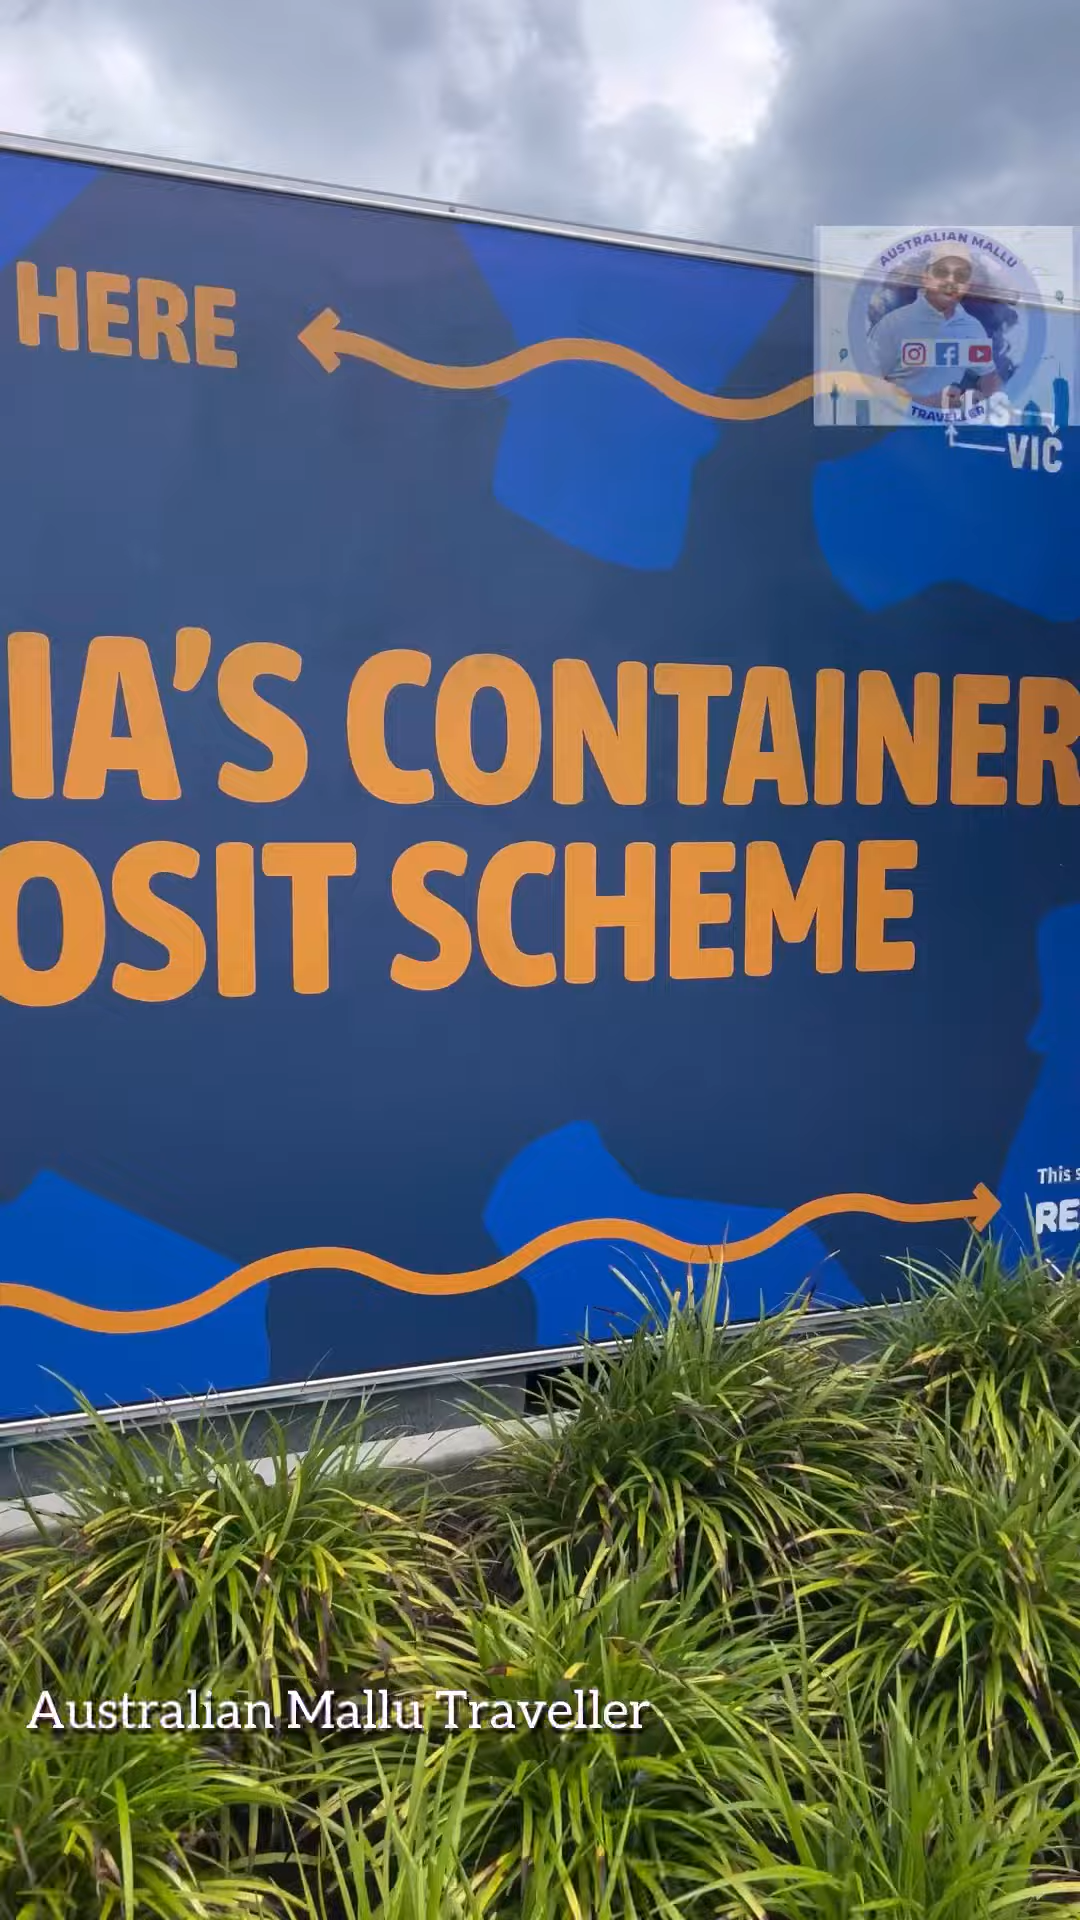 HERE
AUSTRALIAN MALLU
TRAVELLER
VIC
IA'S CONTAINER
OSIT SCHEME
This
RE
Australian Mallu Traveller